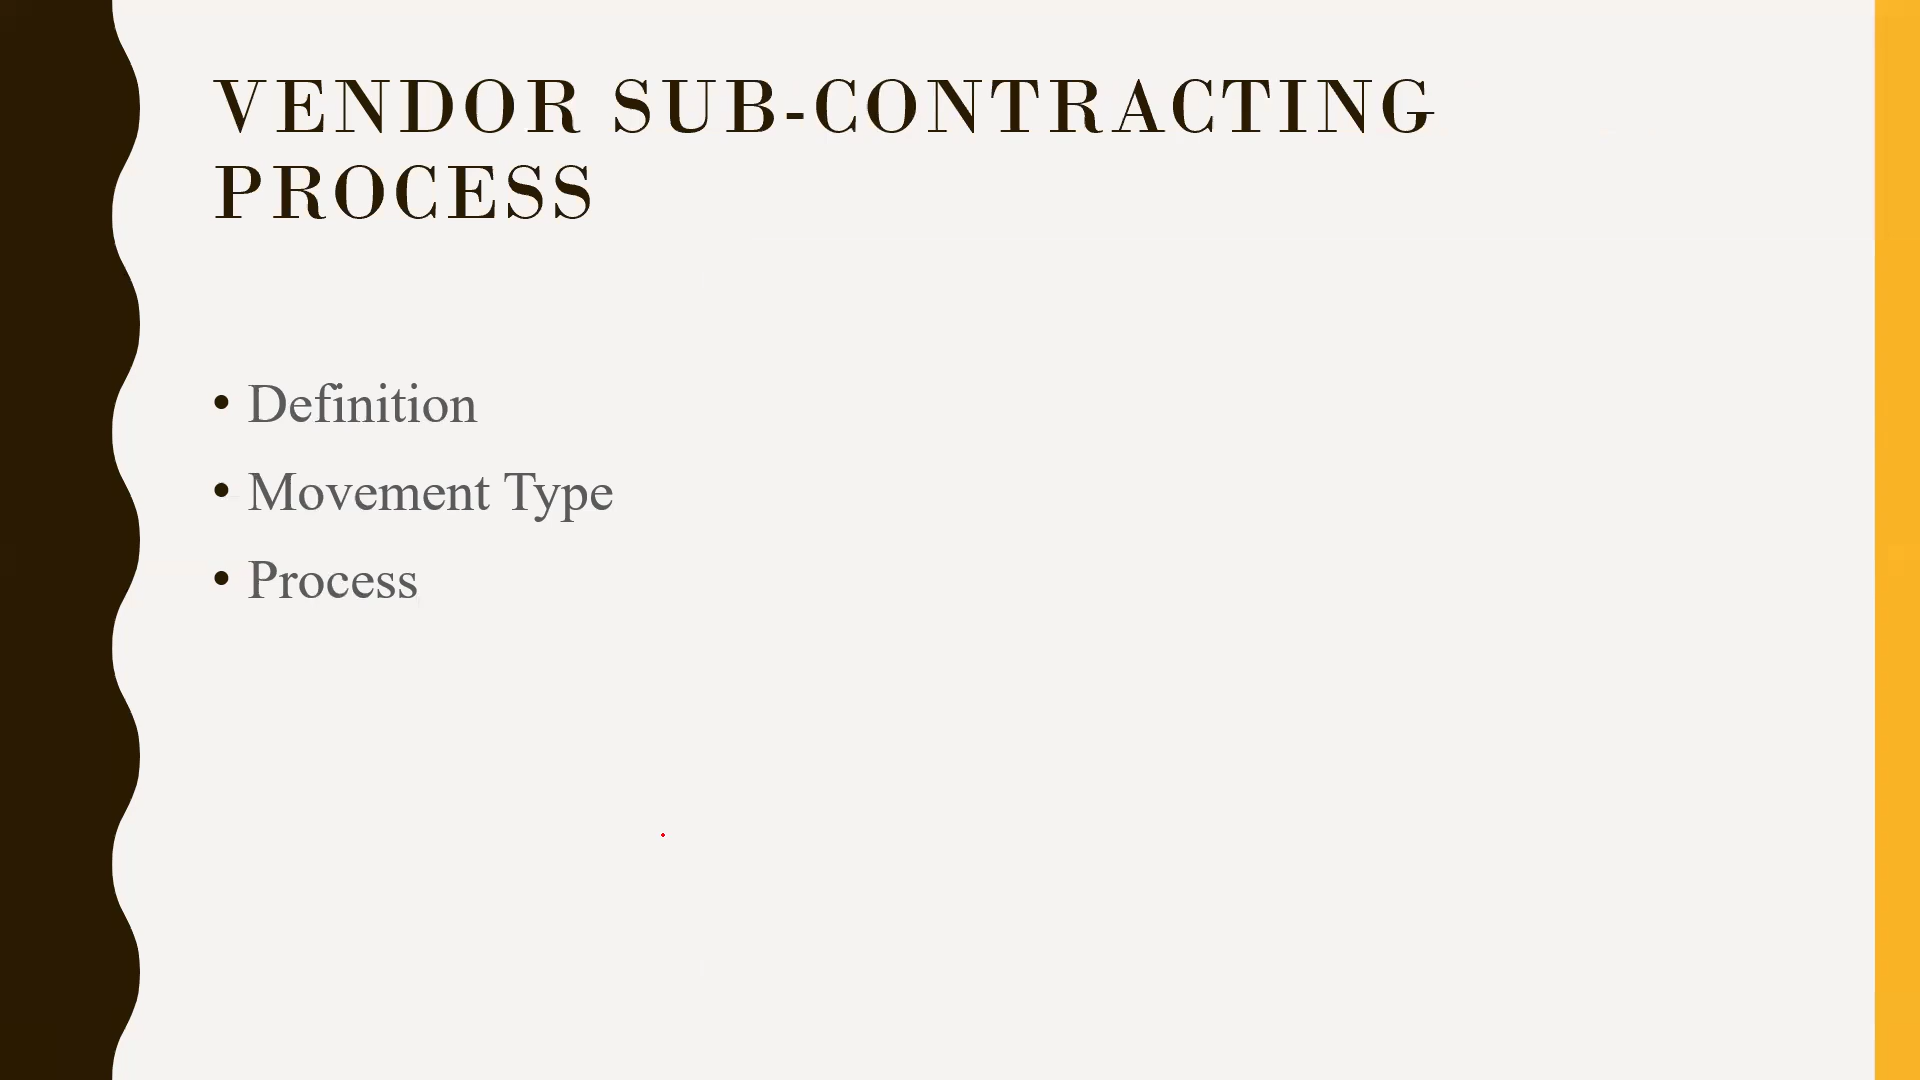 VENDOR SUB-CONTRACTING
PROCESS
• Definition
• Movement Type
• Process